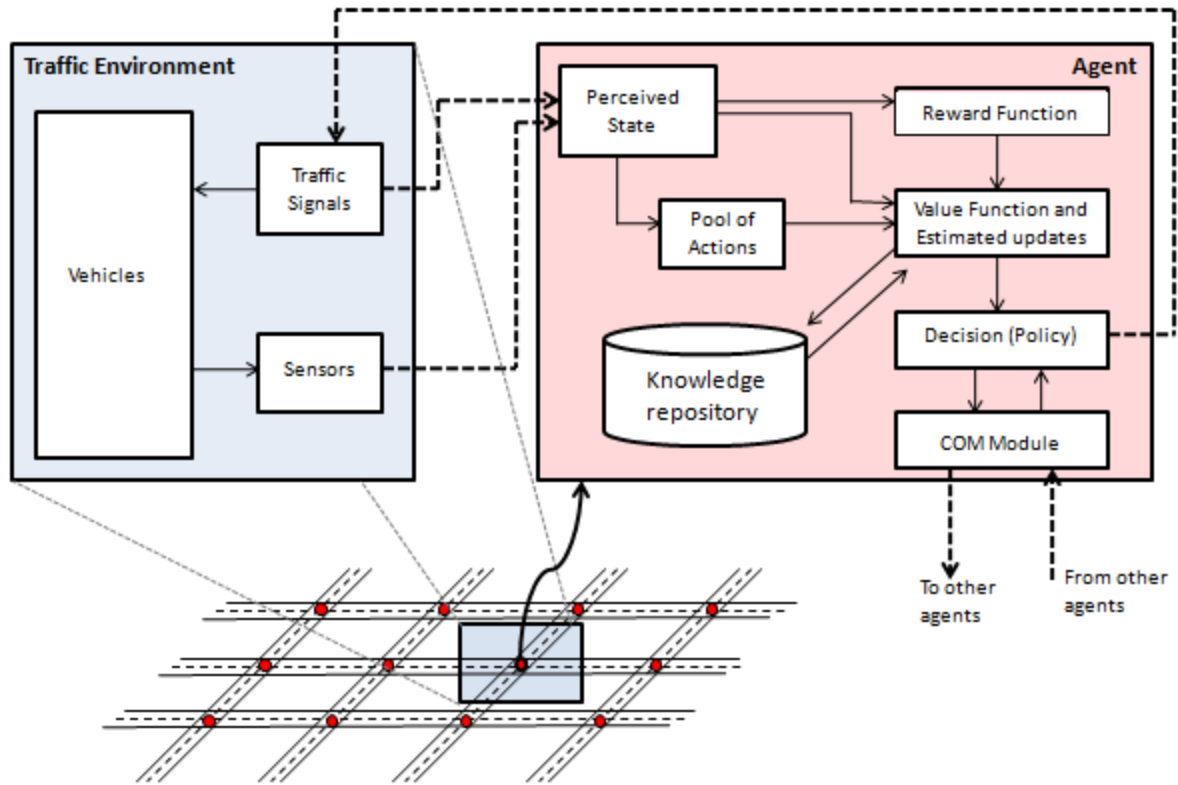 Traffic Environment
Agent
Vehicles
Traffic
Signals
Sensors
Perceived
State
Pool of
Actions
Knowledge
repository
Reward Function
Value Function and
Estimated updates
Decision (Policy)
COM Module
To other
agents
From other
agents